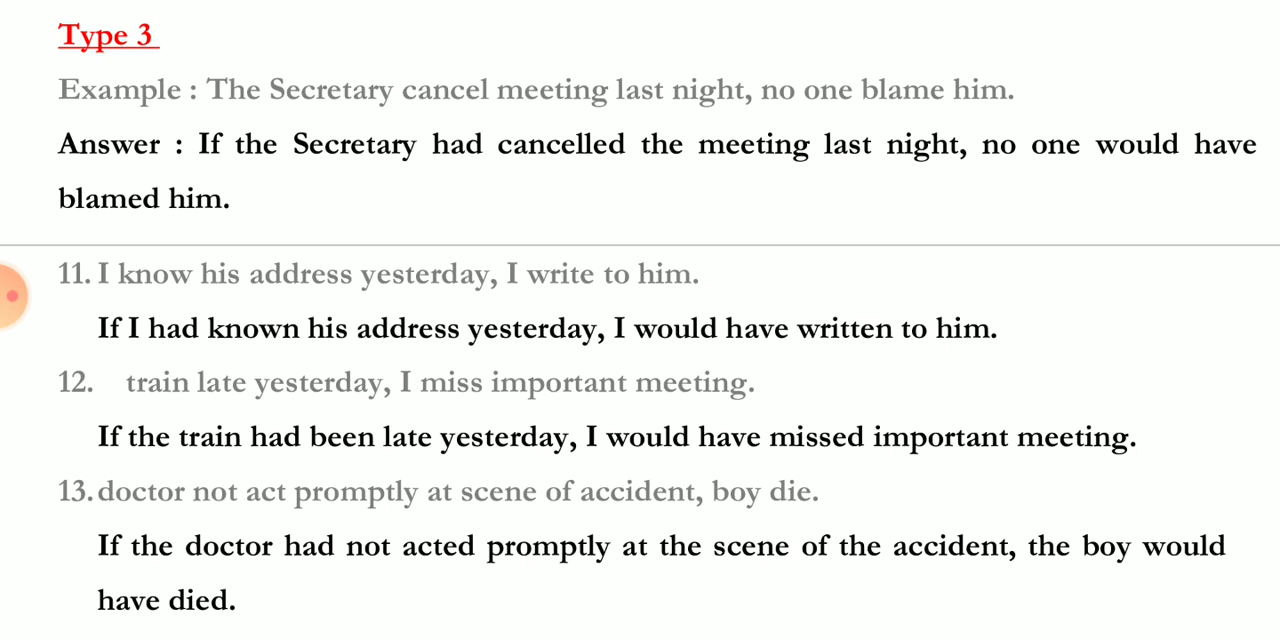 Type 3
Example : The Secretary cancel meeting last night, no one blame him.
Answer : If the Secretary had cancelled the meeting last night, no one would have
blamed him.
11. I know his address yesterday, I write to him.
If I had known his address yesterday, I would have written to him.
12. train late yesterday, I miss important meeting.
If the train had been late yesterday, I would have missed important meeting.
13. doctor not act promptly at scene of accident, boy die.
If the doctor had not acted promptly at the scene of the accident, the boy would
have died.